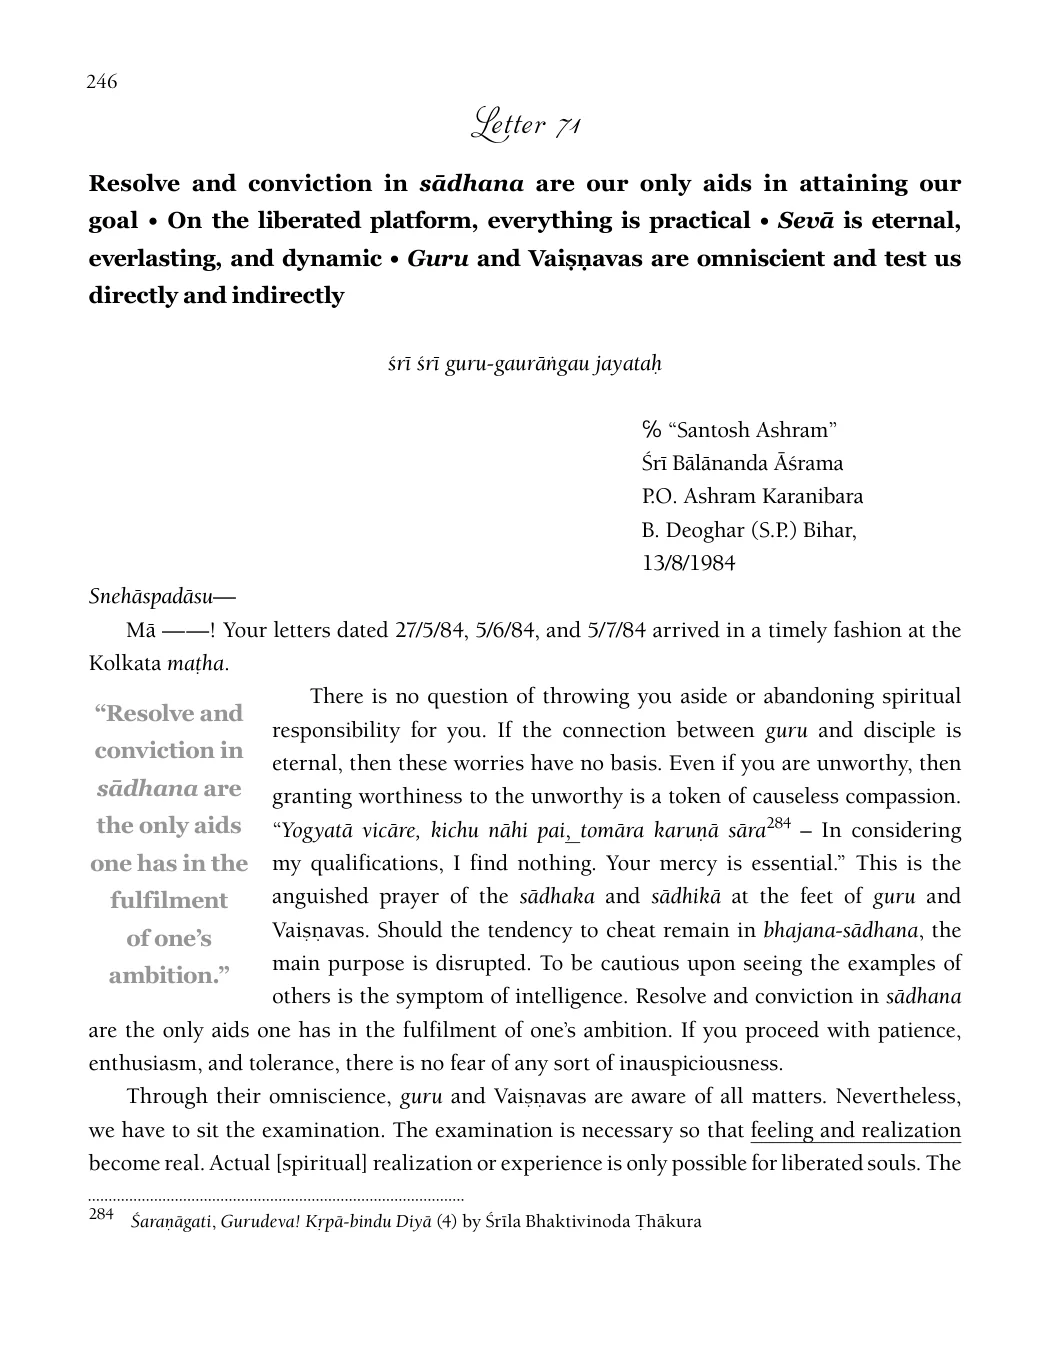 246
Letter 71
Resolve and conviction in sādhana are our only aids in attaining our
goal • On the liberated platform, everything is practical • Sevā is eternal,
everlasting, and dynamic • Guru and Vaiṣṇavas are omniscient and test us
directly and indirectly
śrī śrī guru-gaurāṅgau jayataḥ
℅ “Santosh Ashram”
Śrī Bālānanda Āśrama
P.O. Ashram Karanibara
B. Deoghar (S.P.) Bihar,
13/8/1984
Snehāspadāsu—
Mā ——! Your letters dated 27/5/84, 5/6/84, and 5/7/84 arrived in a timely fashion at the
Kolkata maṭha.
“Resolve and
conviction in
sādhana are
the only aids
one has in the
fulfilment
of one’s
ambition.”
There is no question of throwing you aside or abandoning spiritual
responsibility for you. If the connection between guru and disciple is
eternal, then these worries have no basis. Even if you are unworthy, then
granting worthiness to the unworthy is a token of causeless compassion.
“Yogyatā vicāre, kichu nāhi pai, tomāra karuṇā sāra284 – In considering
my qualifications, I find nothing. Your mercy is essential.” This is the
anguished prayer of the sādhaka and sādhikā at the feet of guru and
Vaiṣṇavas. Should the tendency to cheat remain in bhajana-sādhana, the
main purpose is disrupted. To be cautious upon seeing the examples of
others is the symptom of intelligence. Resolve and conviction in sādhana
are the only aids one has in the fulfilment of one’s ambition. If you proceed with patience,
enthusiasm, and tolerance, there is no fear of any sort of inauspiciousness.
Through their omniscience, guru and Vaiṣṇavas are aware of all matters. Nevertheless,
we have to sit the examination. The examination is necessary so that feeling and realization
become real. Actual [spiritual] realization or experience is only possible for liberated souls. The
284 Śaraṇāgati, Gurudeva! Kṛpā-bindu Diyā (4) by Śrīla Bhaktivinoda Ṭhākura